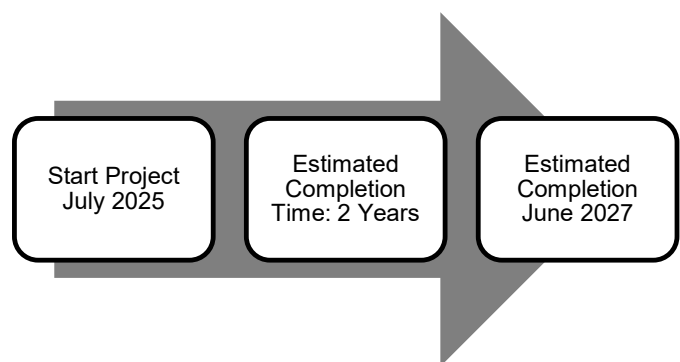 Start Project
July 2025
Estimated
Completion
Time: 2 Years
Estimated
Completion
June 2027